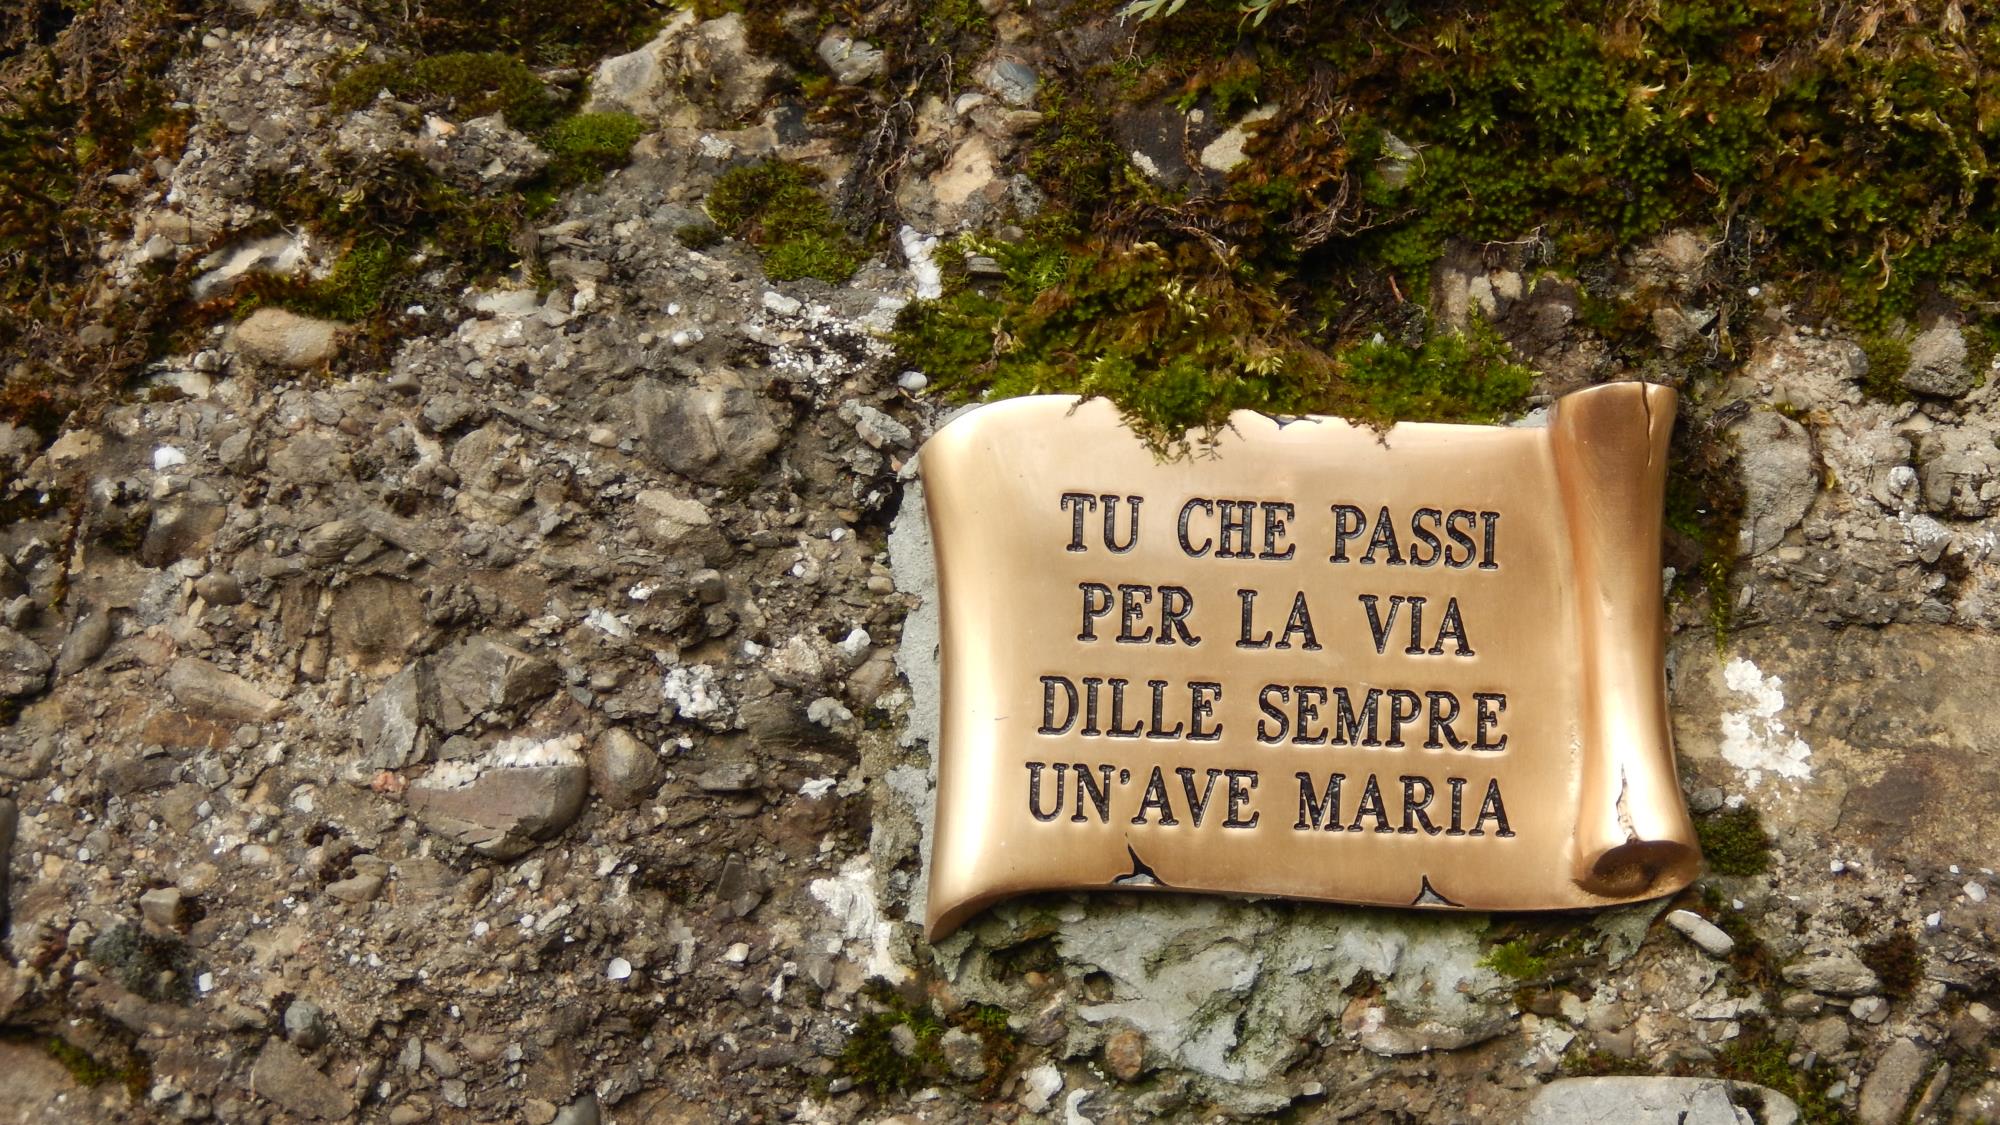 TU CHE PASSI
PER LA VIA
DILLE SEMPRE
UN'AVE MARIA